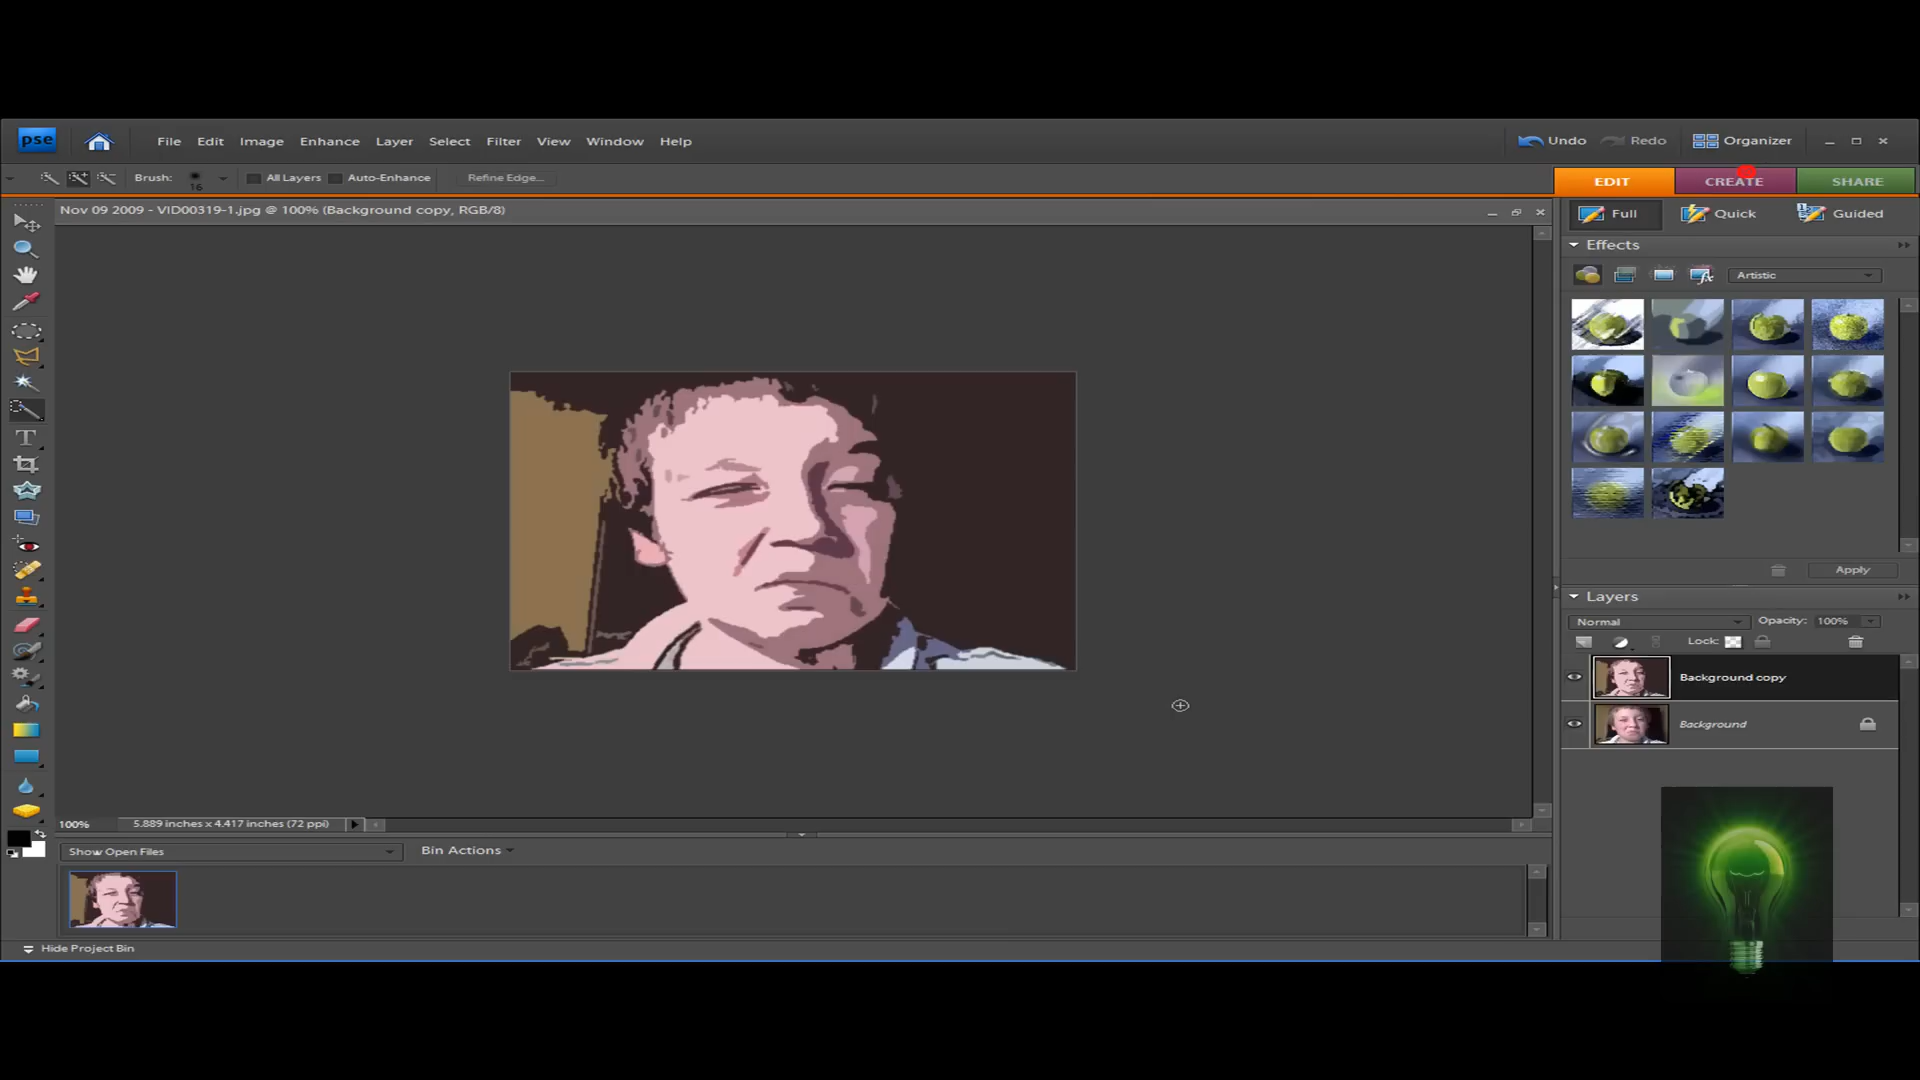 pse File Edit Image Enhance Layer Select Filter View Window Help Undo Redo Organizer
Brush: 16 All Layers Auto-Enhance Refine Edge... EDIT CREATE SHARE
Nov 09 2009 - VID00319-1.jpg @ 100% (Background copy, RGB/8) Full Quick Guided
Effects
Artistic
Apply
Layers
Normal Opacity: 100%
Lock:
Background copy
Background
100% 5.889 inches x 4.417 inches (72 ppi)
Show Open Files Bin Actions
Hide Project Bin
T